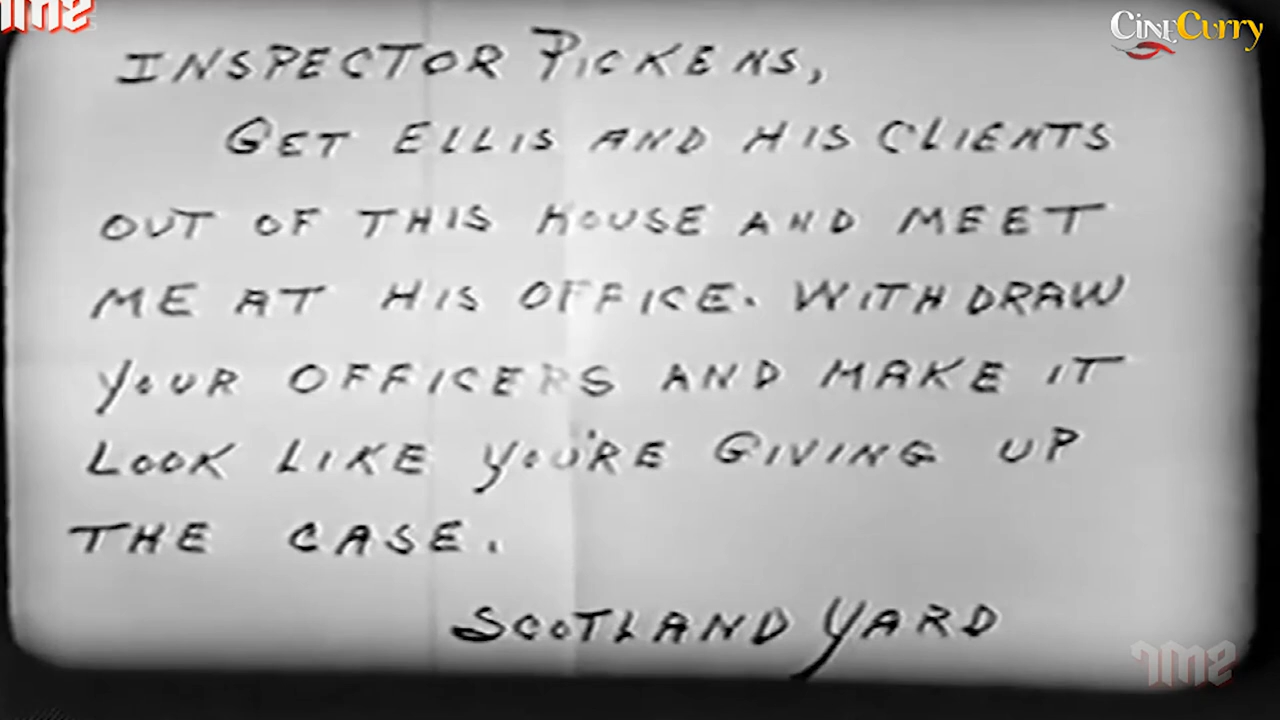 CINECURRY
INSPECTOR PICKENS,
GET ELLIS AND HIS CLIENTS
OUT OF THIS HOUSE AND MEET
ME AT HIS OFFICE. WITHDRAW
YOUR OFFICERS AND MAKE IT
LOOK LIKE YOU'RE GIVING UP
THE CASE.
SCOTLAND YARD